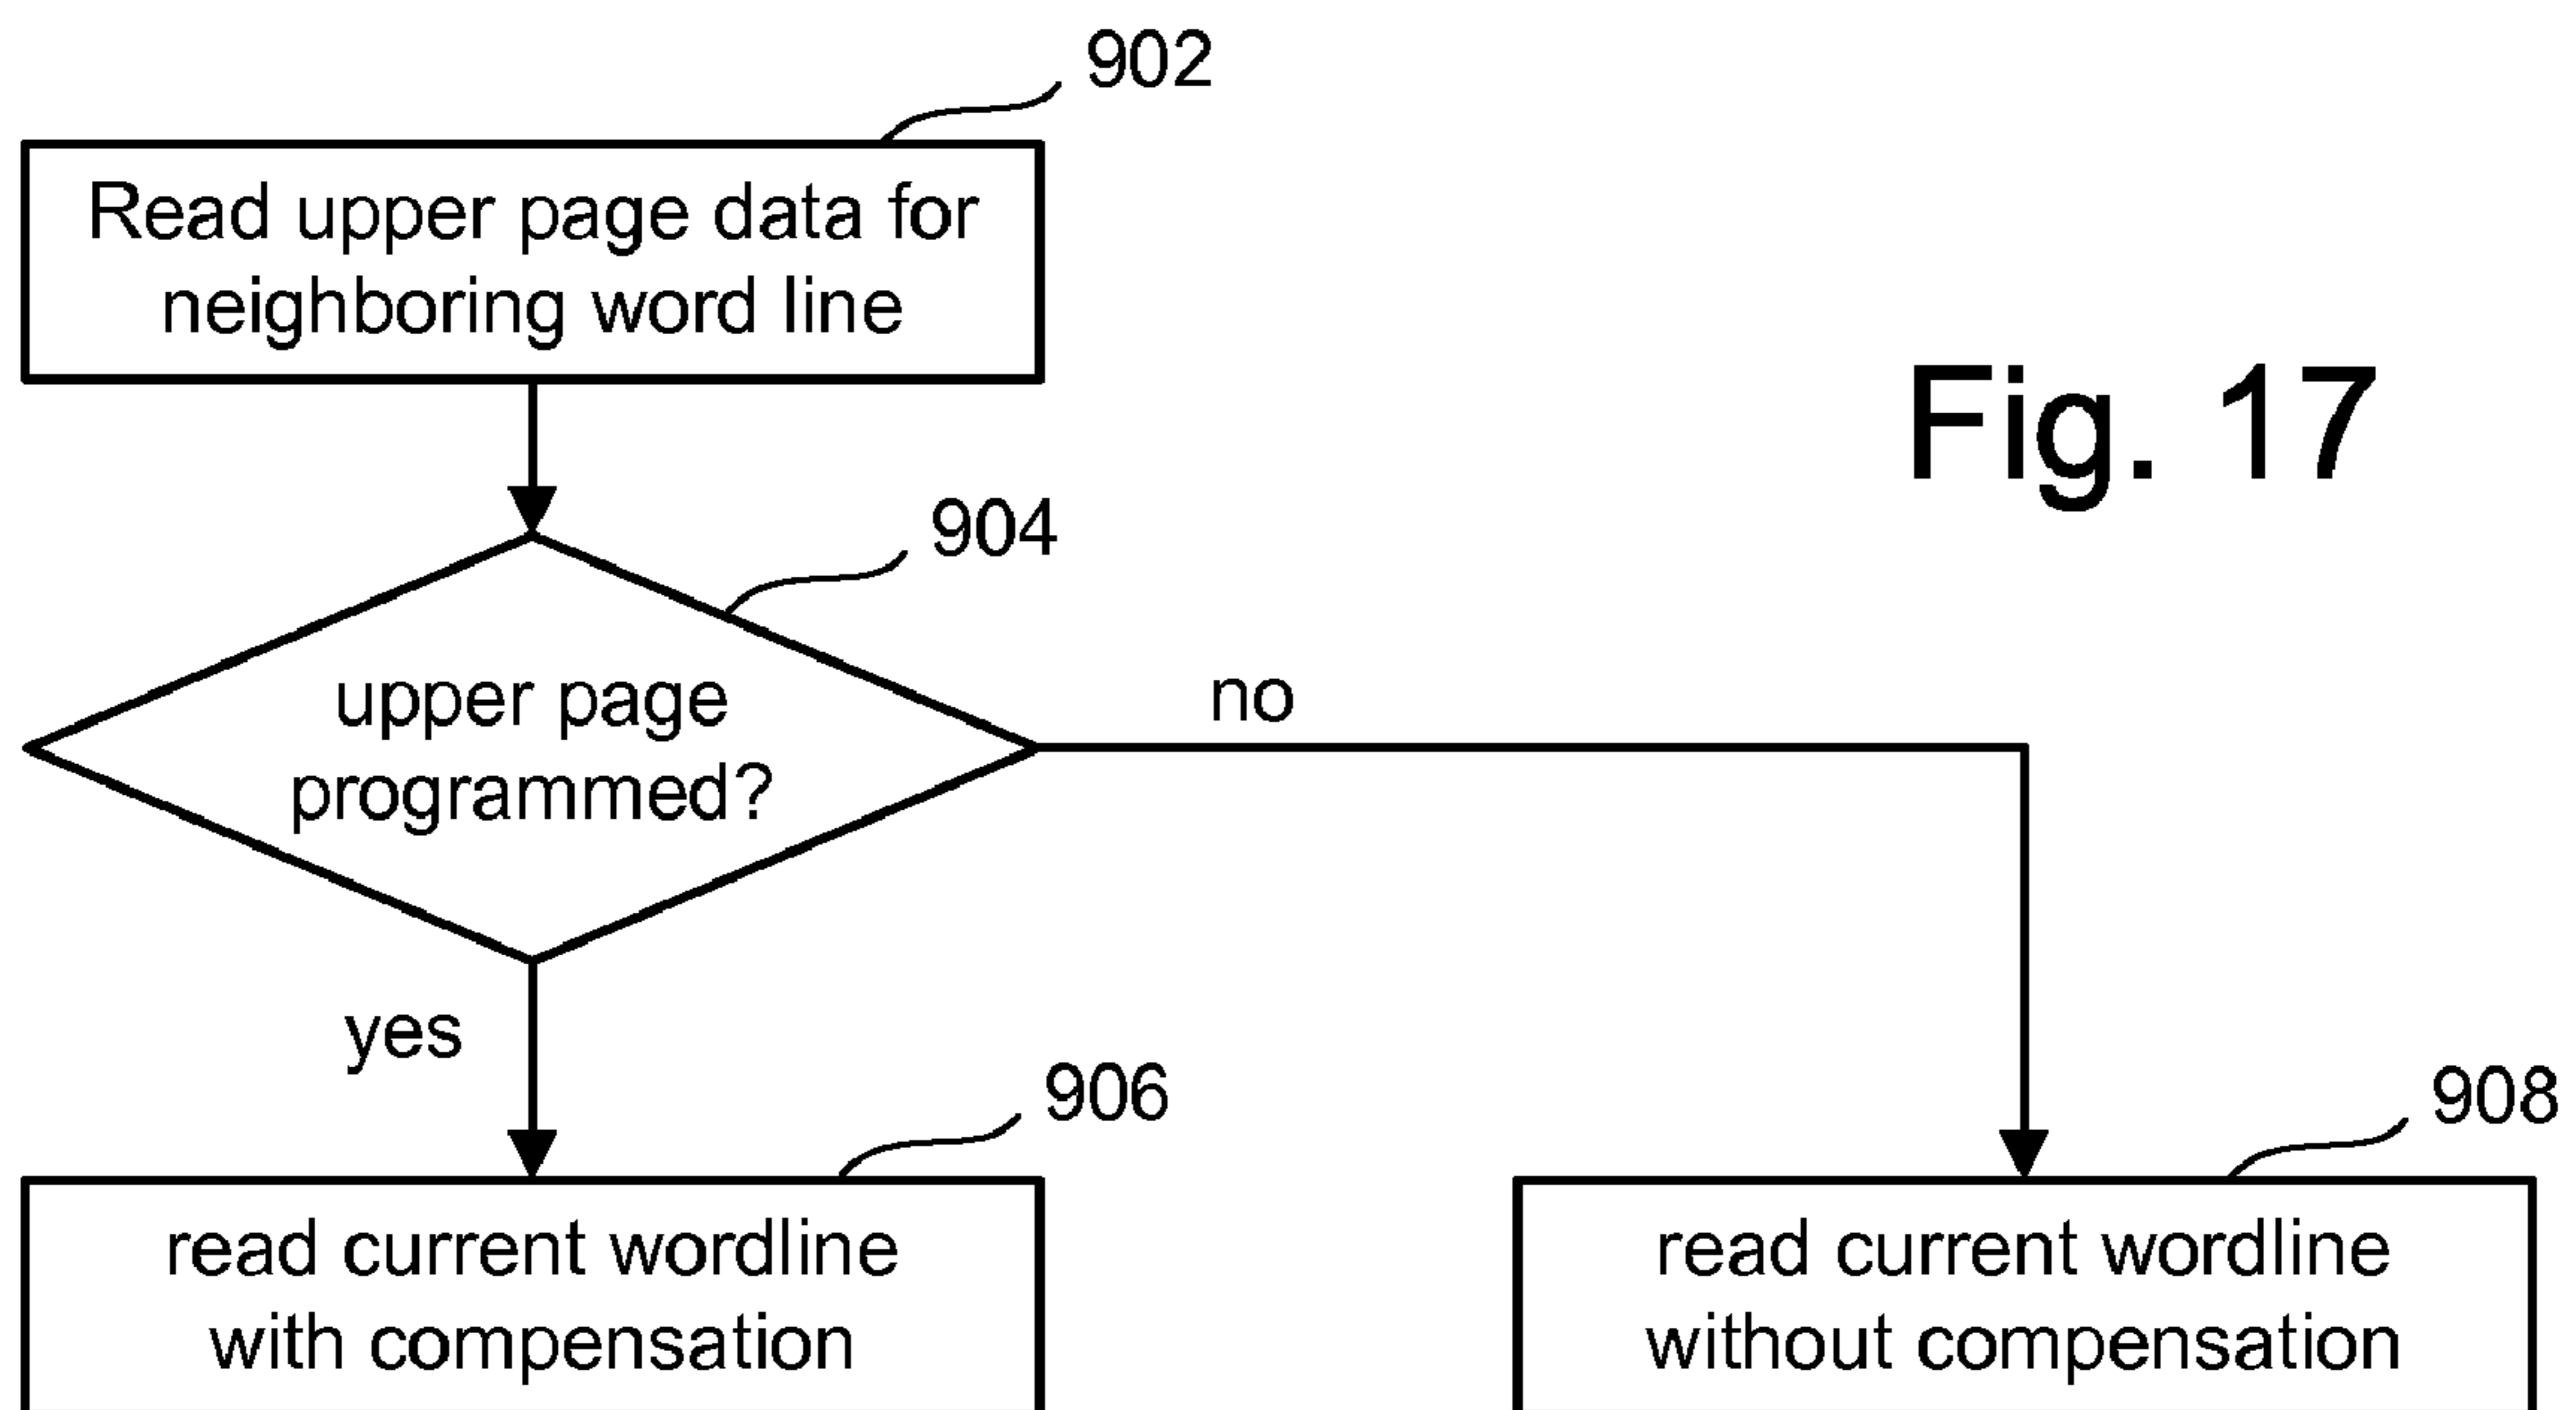 902
Read upper page data for
neighboring word line
Fig. 17
904
upper page
programmed?
no
yes
906
908
read current wordline
with compensation
read current wordline
without compensation